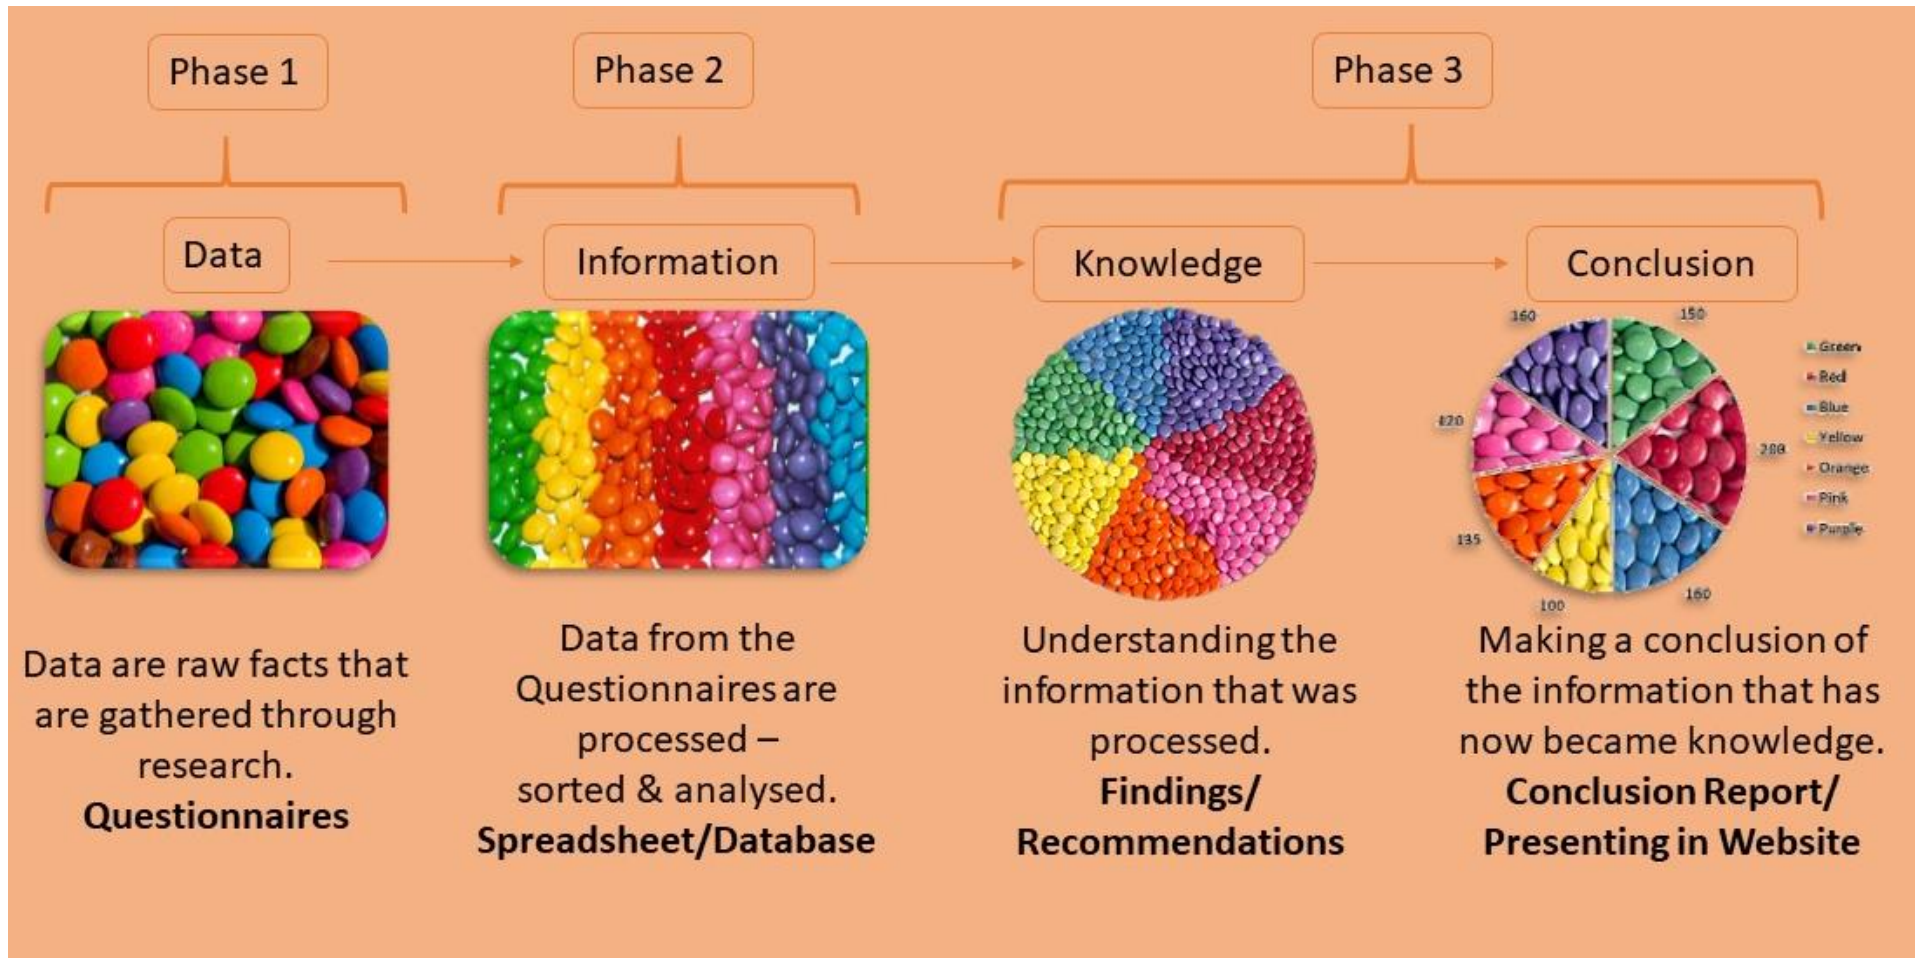 Phase 1
Phase 2
Phase 3
Data
Information
Knowledge
Conclusion
160
150
120
200
135
100
160
Green
Red
Blue
Yellow
Orange
Pink
Purple
Data are raw facts that
are gathered through
research.
Questionnaires
Data from the
Questionnaires are
processed –
sorted & analysed.
Spreadsheet/Database
Understanding the
information that was
processed.
Findings/
Recommendations
Making a conclusion of
the information that has
now became knowledge.
Conclusion Report/
Presenting in Website